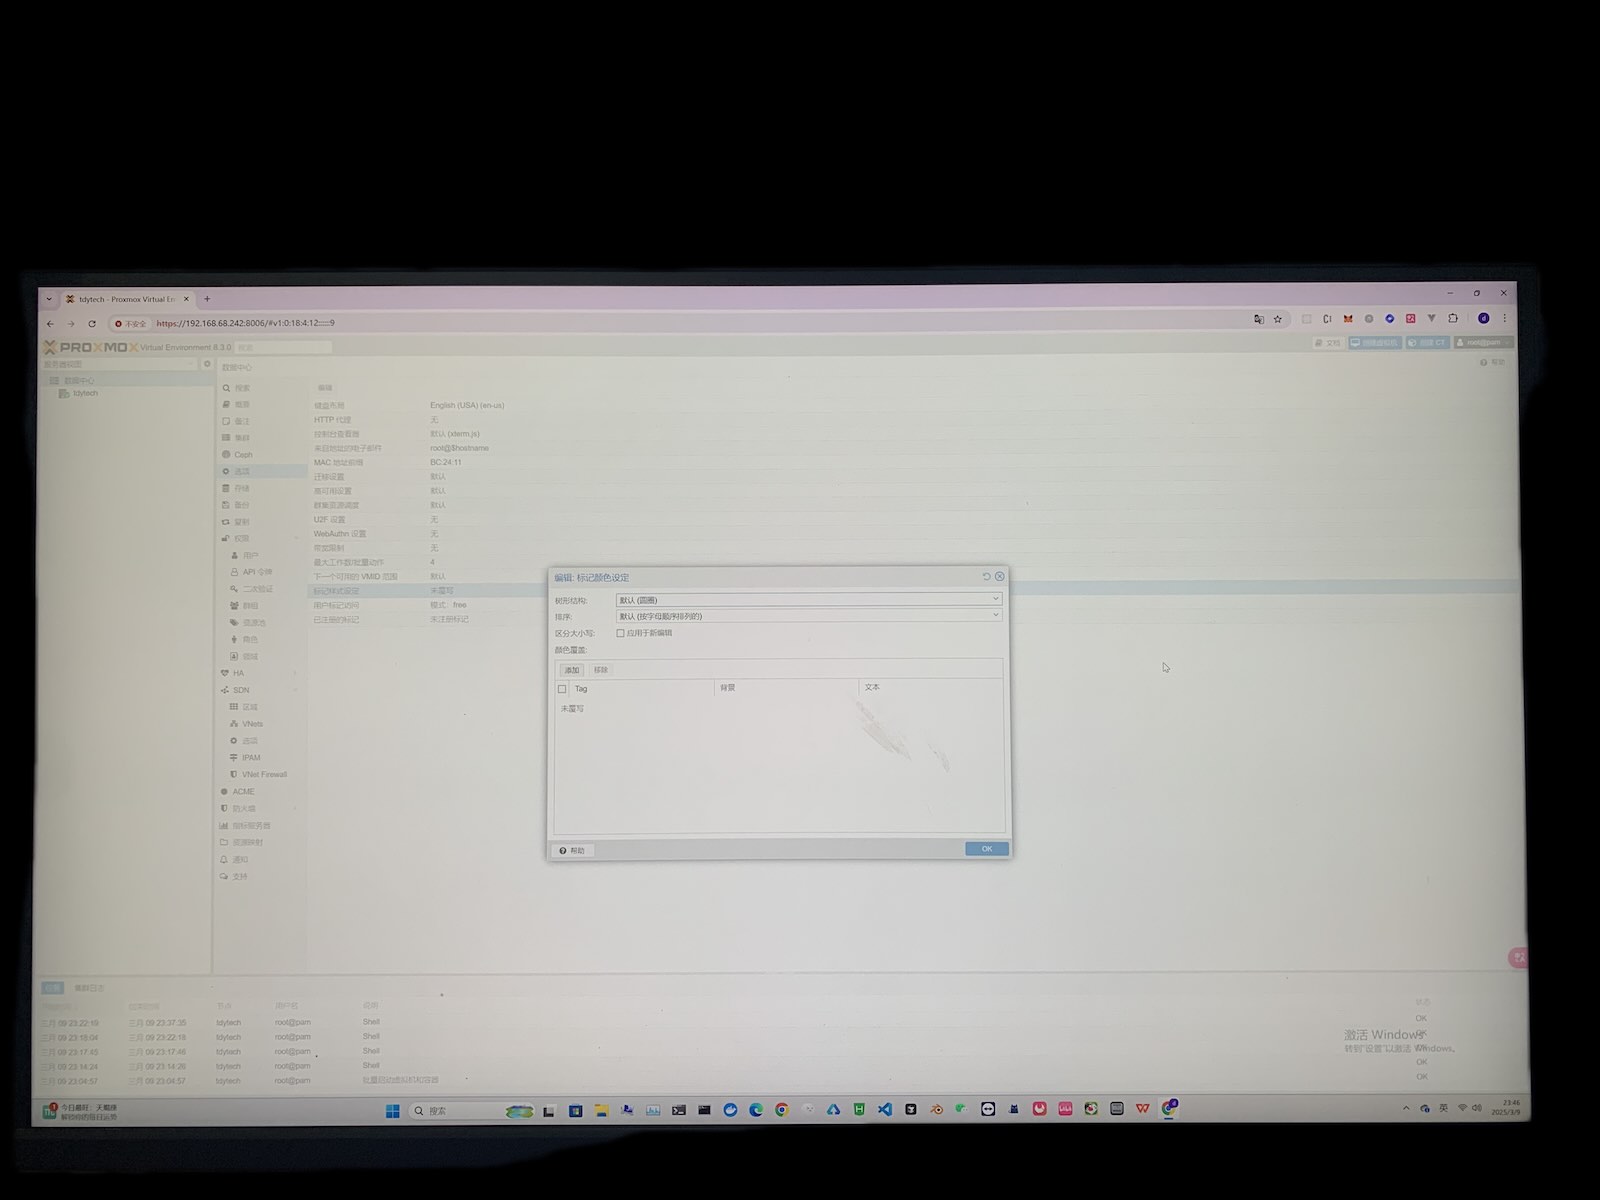 tdytech - Proxmox Virtual En
不安全 https://192.168.68.242:8006/#v1:0:18:4:12:::::9
PROXMOX Virtual Environment 8.3.0 搜索
文档 创建虚拟机 创建 CT root@pam
服务器视图
数据中心
帮助
数据中心
tdytech
搜索
概要
备注
集群
Ceph
选项
存储
备份
复制
权限
用户
API 令牌
二次验证
群组
资源池
角色
领域
HA
SDN
区域
VNets
选项
IPAM
VNet Firewall
ACME
防火墙
指标服务器
资源映射
通知
支持
编辑
键盘布局 English (USA) (en-us)
HTTP 代理 无
控制台查看器 默认 (xterm.js)
来自地址的电子邮件 root@$hostname
MAC 地址前缀 BC:24:11
迁移设置 默认
高可用设置 默认
群集资源调度 默认
U2F 设置 无
WebAuthn 设置 无
带宽限制 无
最大工作数/批量动作 4
下一个可用的 VMID 范围 默认
标记样式设定 未覆写
用户标记访问 模式：free
已注册的标记 未注册标记
编辑: 标记颜色设定
树形结构: 默认 (圆圈)
排序: 默认 (按字母顺序排列的)
区分大小写: 应用于新编辑
颜色覆盖:
添加 移除
Tag 背景 文本
未覆写
帮助 OK
任务 集群日志
开始时间 结束时间 节点 用户名 说明 状态
三月 09 23:22:19 三月 09 23:37:35 tdytech root@pam Shell OK
三月 09 23:18:04 三月 09 23:22:18 tdytech root@pam Shell OK
三月 09 23:17:45 三月 09 23:17:48 tdytech root@pam Shell OK
三月 09 23:14:24 三月 09 23:14:26 tdytech root@pam Shell OK
三月 09 23:04:57 三月 09 23:04:57 tdytech root@pam 批量启动虚拟机和容器 OK
激活 Windows
转到"设置"以激活 Windows。
今日最旺：天蝎座
解锁你的每日运势
搜索
英
23:46
2025/3/9